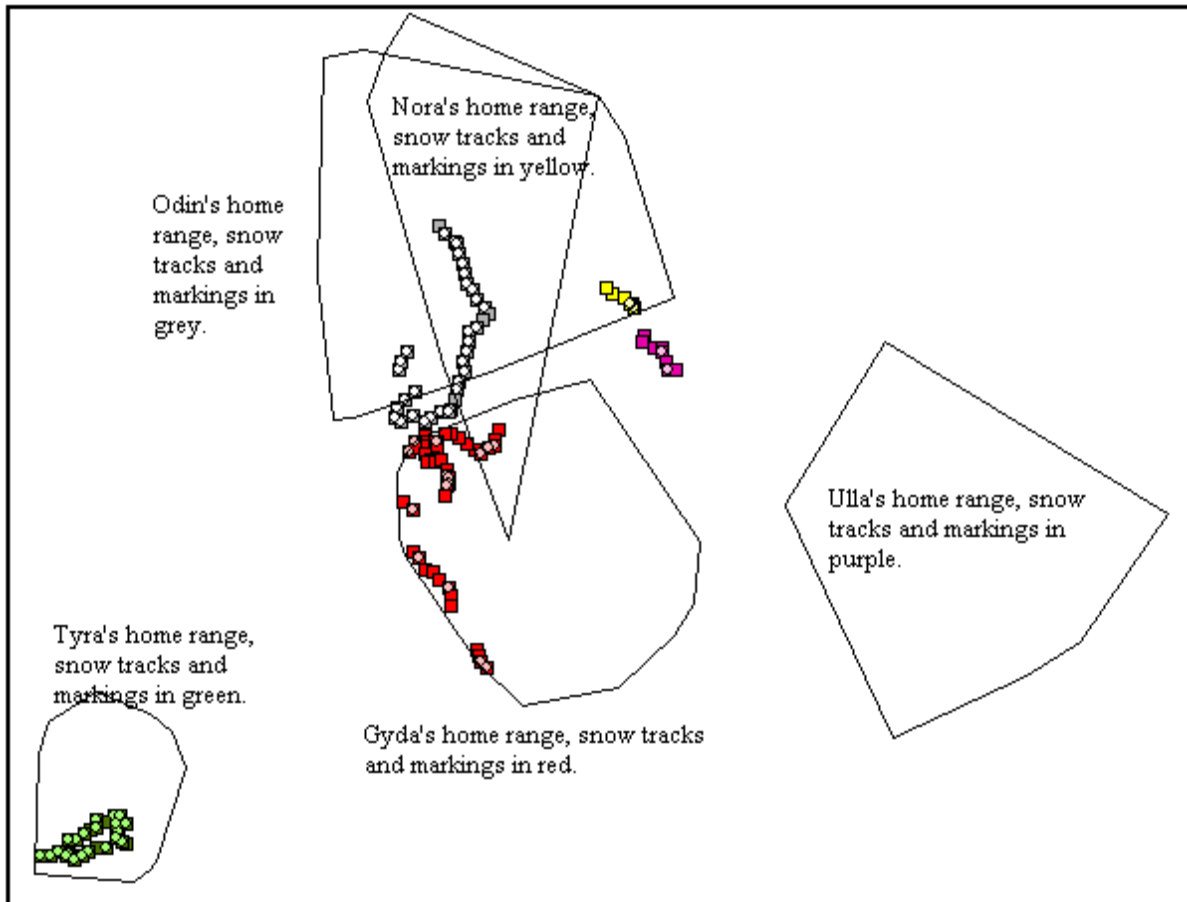 Nora's home range,
snow tracks and
markings in yellow.
Odin's home
range, snow
tracks and
markings in
grey.
Ulla's home range, snow
tracks and markings in
purple.
Tyra's home range,
snow tracks and
markings in green.
Gyda's home range, snow tracks
and markings in red.